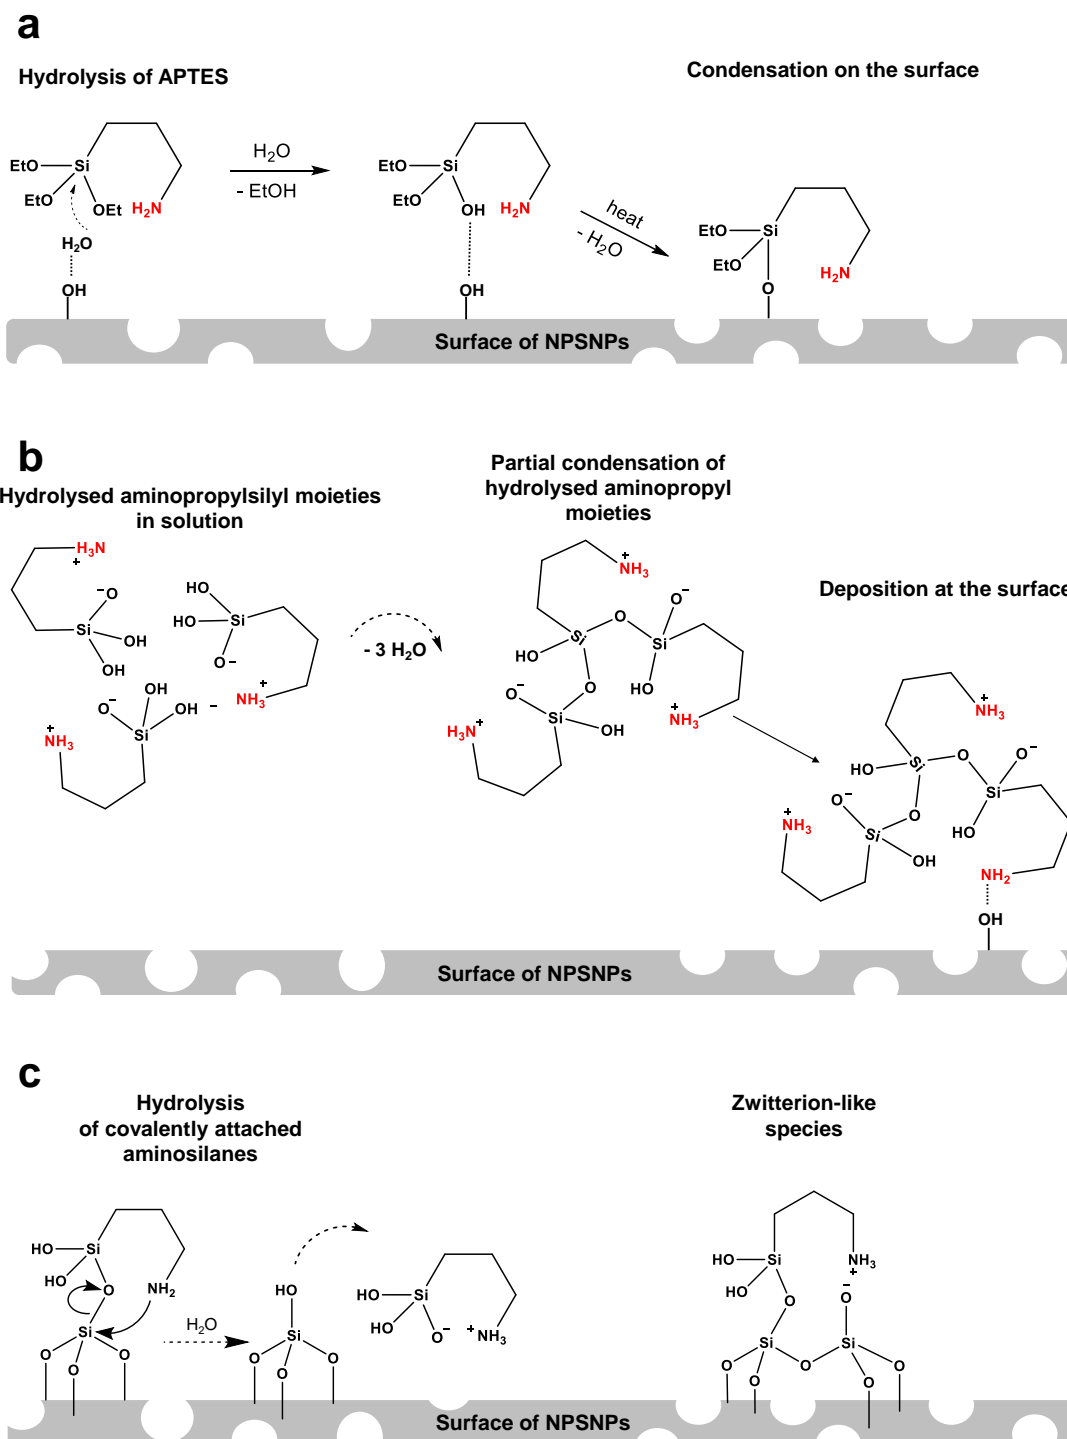 a
Hydrolysis of APTES
Condensation on the surface
EtO Si
EtO
OEt H₂N
H₂O
OH
H₂O
- EtOH
EtO Si
EtO
OH H₂N
OH
heat
- H₂O
EtO Si
EtO
H₂N
O
Surface of NPSNPs
b
Hydrolysed aminopropylsilyl moieties
in solution
Partial condensation of
hydrolysed aminopropyl
moieties
Deposition at the surface
H₃N
+
⁻O
Si OH
OH
HO
HO Si
O⁻
+
NH₃
OH
O⁻ OH −
Si
+
NH₃
- 3 H₂O
+
NH₃
O O⁻
Si Si
HO
HO
O
O⁻
Si OH
H₃N⁺
+
NH₃
+
NH₃
HO Si O O⁻
Si
HO
O⁻ O
Si OH
+
NH₃
NH₂
OH
Surface of NPSNPs
c
Hydrolysis
of covalently attached
aminosilanes
Zwitterion-like
species
HO Si
HO
O NH₂
Si
O O O
H₂O
HO
Si
O O O
HO Si
HO
O⁻ ⁺NH₃
HO Si
HO
NH₃
+
−
O O
Si Si
O O O
O O
Surface of NPSNPs